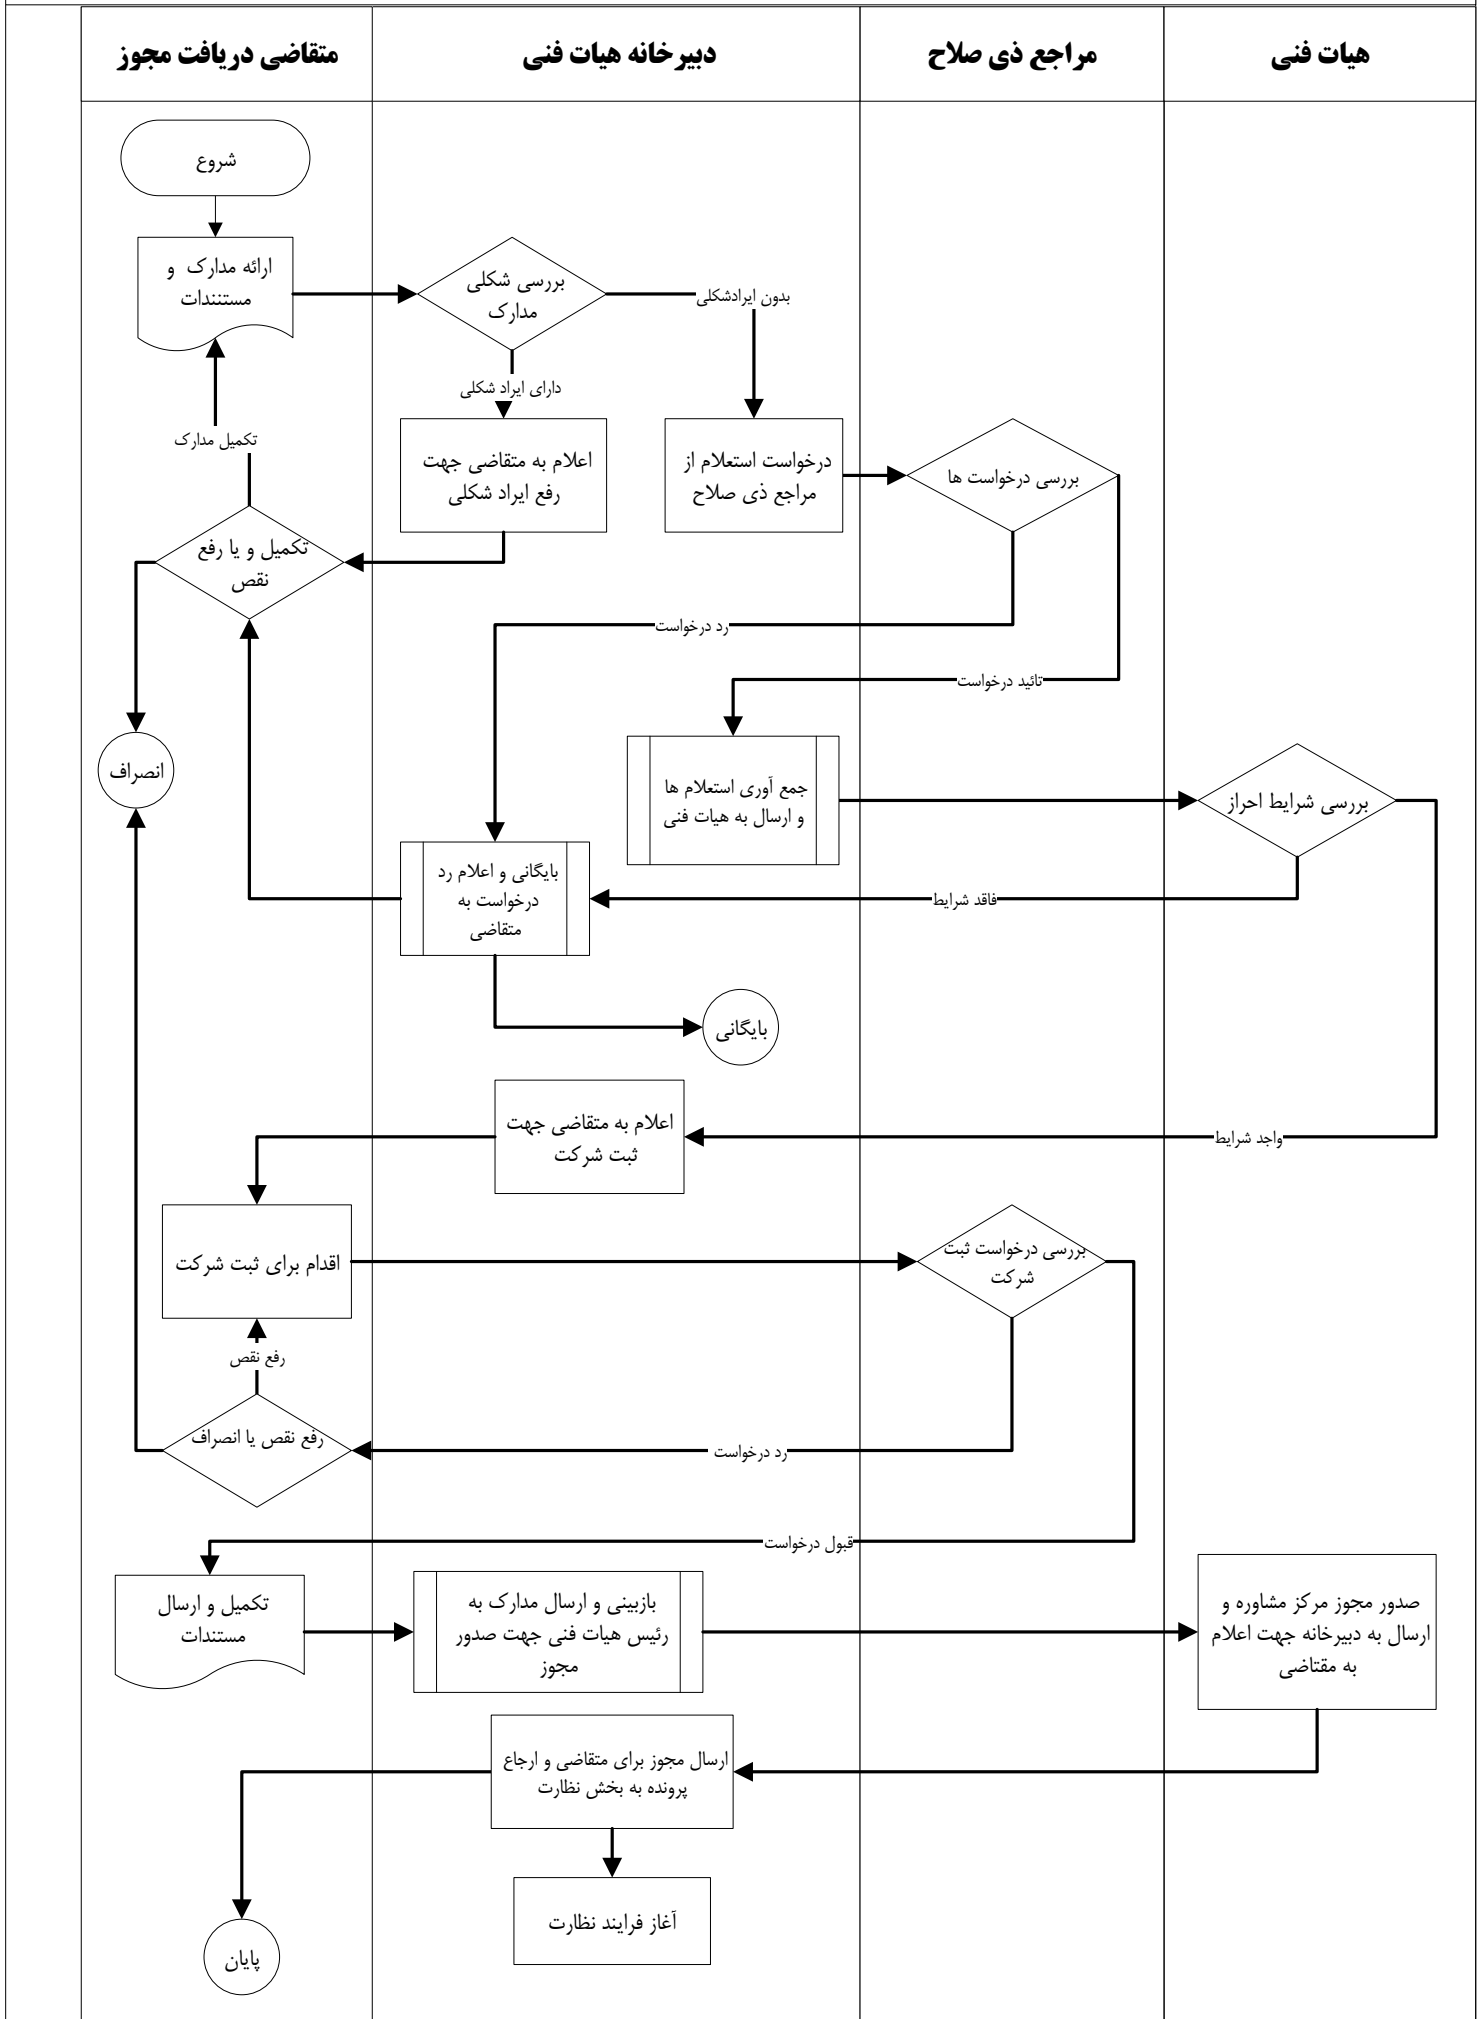 متقاضی دریافت مجوز
دبیرخانه هیات فنی
مراجع ذی صلاح
هیات فنی
شروع
ارائه مدارک و
مستنندات
بررسی شکلی
مدارک
بدون ایرادشکلی
دارای ایراد شکلی
تکمیل مدارک
اعلام به متقاضی جهت
رفع ایراد شکلی
درخواست استعلام از
مراجع ذی صلاح
بررسی درخواست ها
تکمیل و یا رفع
نقص
رد درخواست
تائید درخواست
انصراف
جمع آوری استعلام ها
و ارسال به هیات فنی
بررسی شرایط احراز
بایگانی و اعلام رد
درخواست به
متقاضی
فاقد شرایط
بایگانی
اعلام به متقاضی جهت
ثبت شرکت
واجد شرایط
اقدام برای ثبت شرکت
بررسی درخواست ثبت
شرکت
رفع نقص
رفع نقص یا انصراف
رد درخواست
قبول درخواست
تکمیل و ارسال
مستندات
بازبینی و ارسال مدارک به
رئیس هیات فنی جهت صدور
مجوز
صدور مجوز مرکز مشاوره و
ارسال به دبیرخانه جهت اعلام
به مقتاضی
ارسال مجوز برای متقاضی و ارجاع
پرونده به بخش نظارت
آغاز فرایند نظارت
پایان